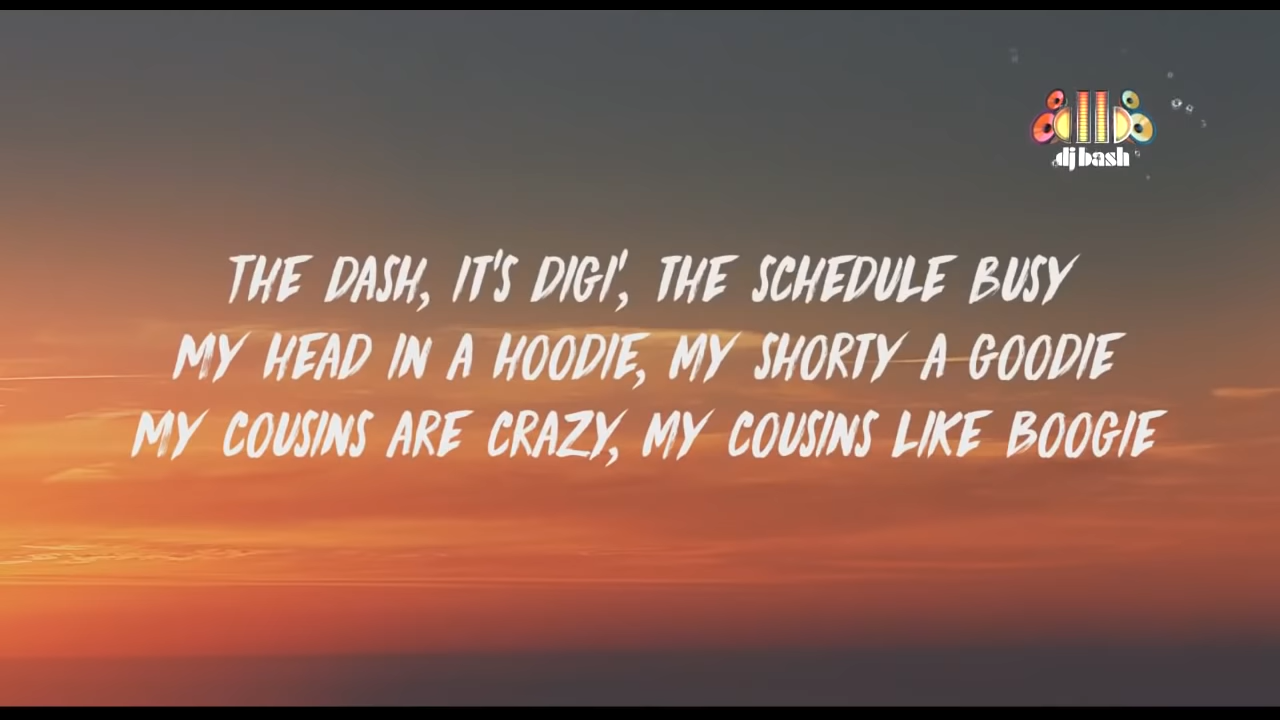 dj bash
THE DASH, IT'S DIGI', THE SCHEDULE BUSY
MY HEAD IN A HOODIE, MY SHORTY A GOODIE
MY COUSINS ARE CRAZY, MY COUSINS LIKE BOOGIE